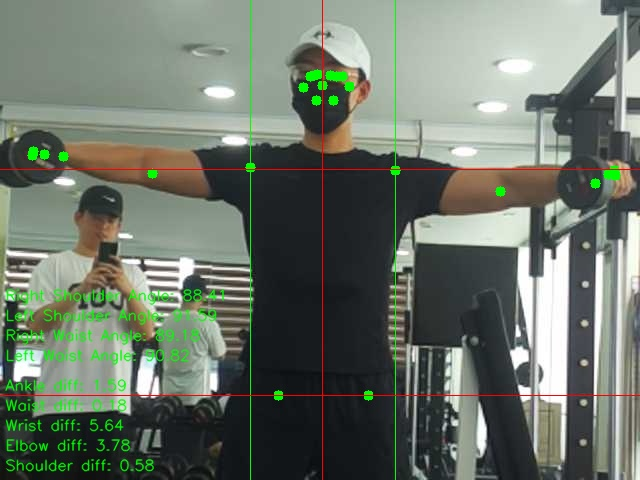 Right Shoulder Angle: 88.41
Left Shoulder Angle: 91.59
Right Waist Angle: 89.18
Left Waist Angle: 90.82
Ankle diff: 1.59
Waist diff: 0.18
Wrist diff: 5.64
Elbow diff: 3.78
Shoulder diff: 0.58